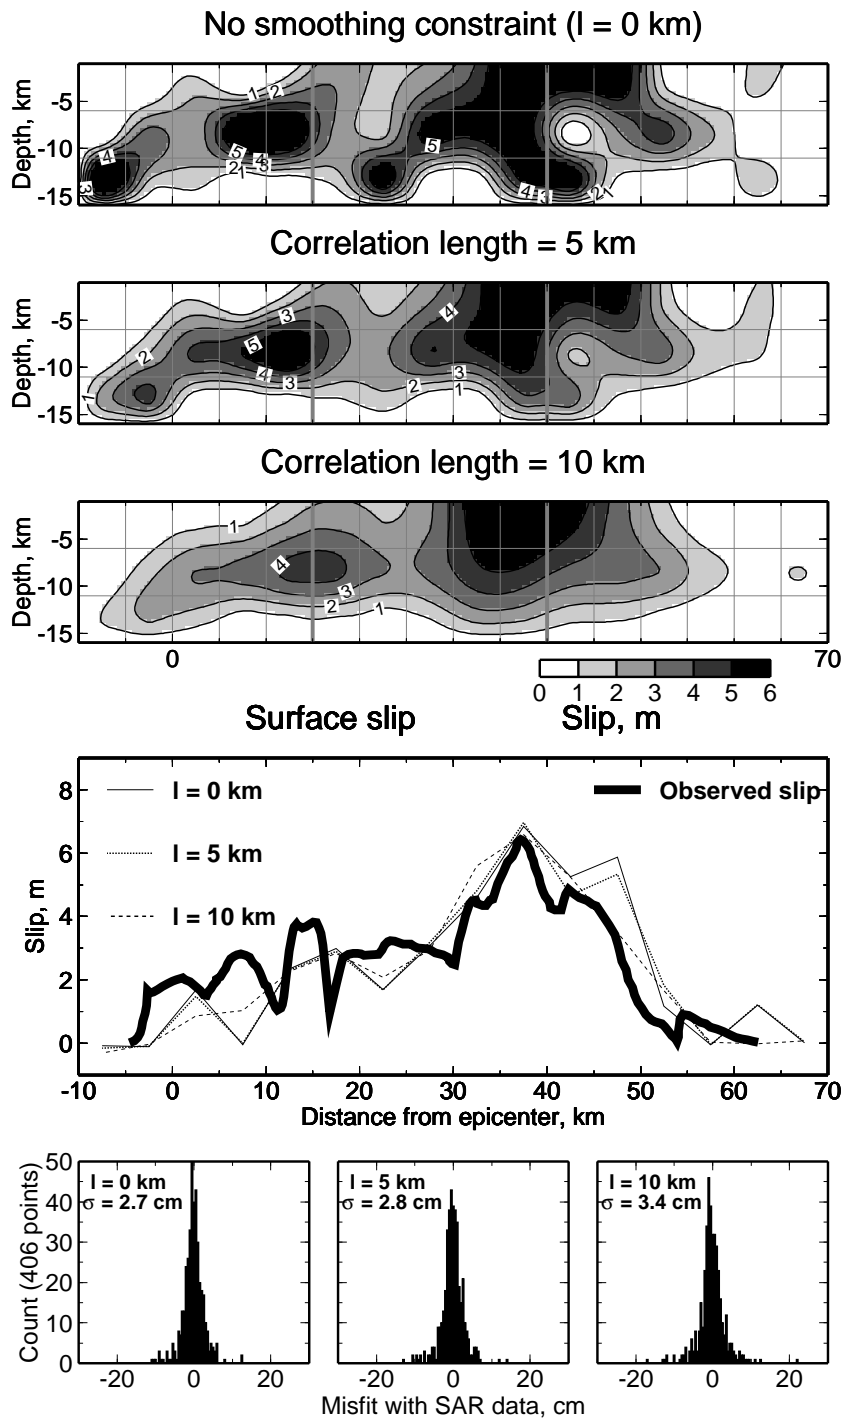 No smoothing constraint (l = 0 km)
Depth, km
-5
-10
-15
1 2
5
4
5
4
3
3
2 1
4 3
2 1
Correlation length = 5 km
Depth, km
-5
-10
-15
3
4
2
5
4
3
3
2
1
1
Correlation length = 10 km
Depth, km
-5
-10
-15
1
4
3
2
1
0
70
0 1 2 3 4 5 6
Surface slip
Slip, m
Slip, m
8
6
4
2
0
l = 0 km
l = 5 km
l = 10 km
Observed slip
-10 0 10 20 30 40 50 60 70
Distance from epicenter, km
Count (406 points)
50
40
30
20
10
0
l = 0 km
σ = 2.7 cm
l = 5 km
σ = 2.8 cm
l = 10 km
σ = 3.4 cm
-20 0 20
-20 0 20
-20 0 20
Misfit with SAR data, cm